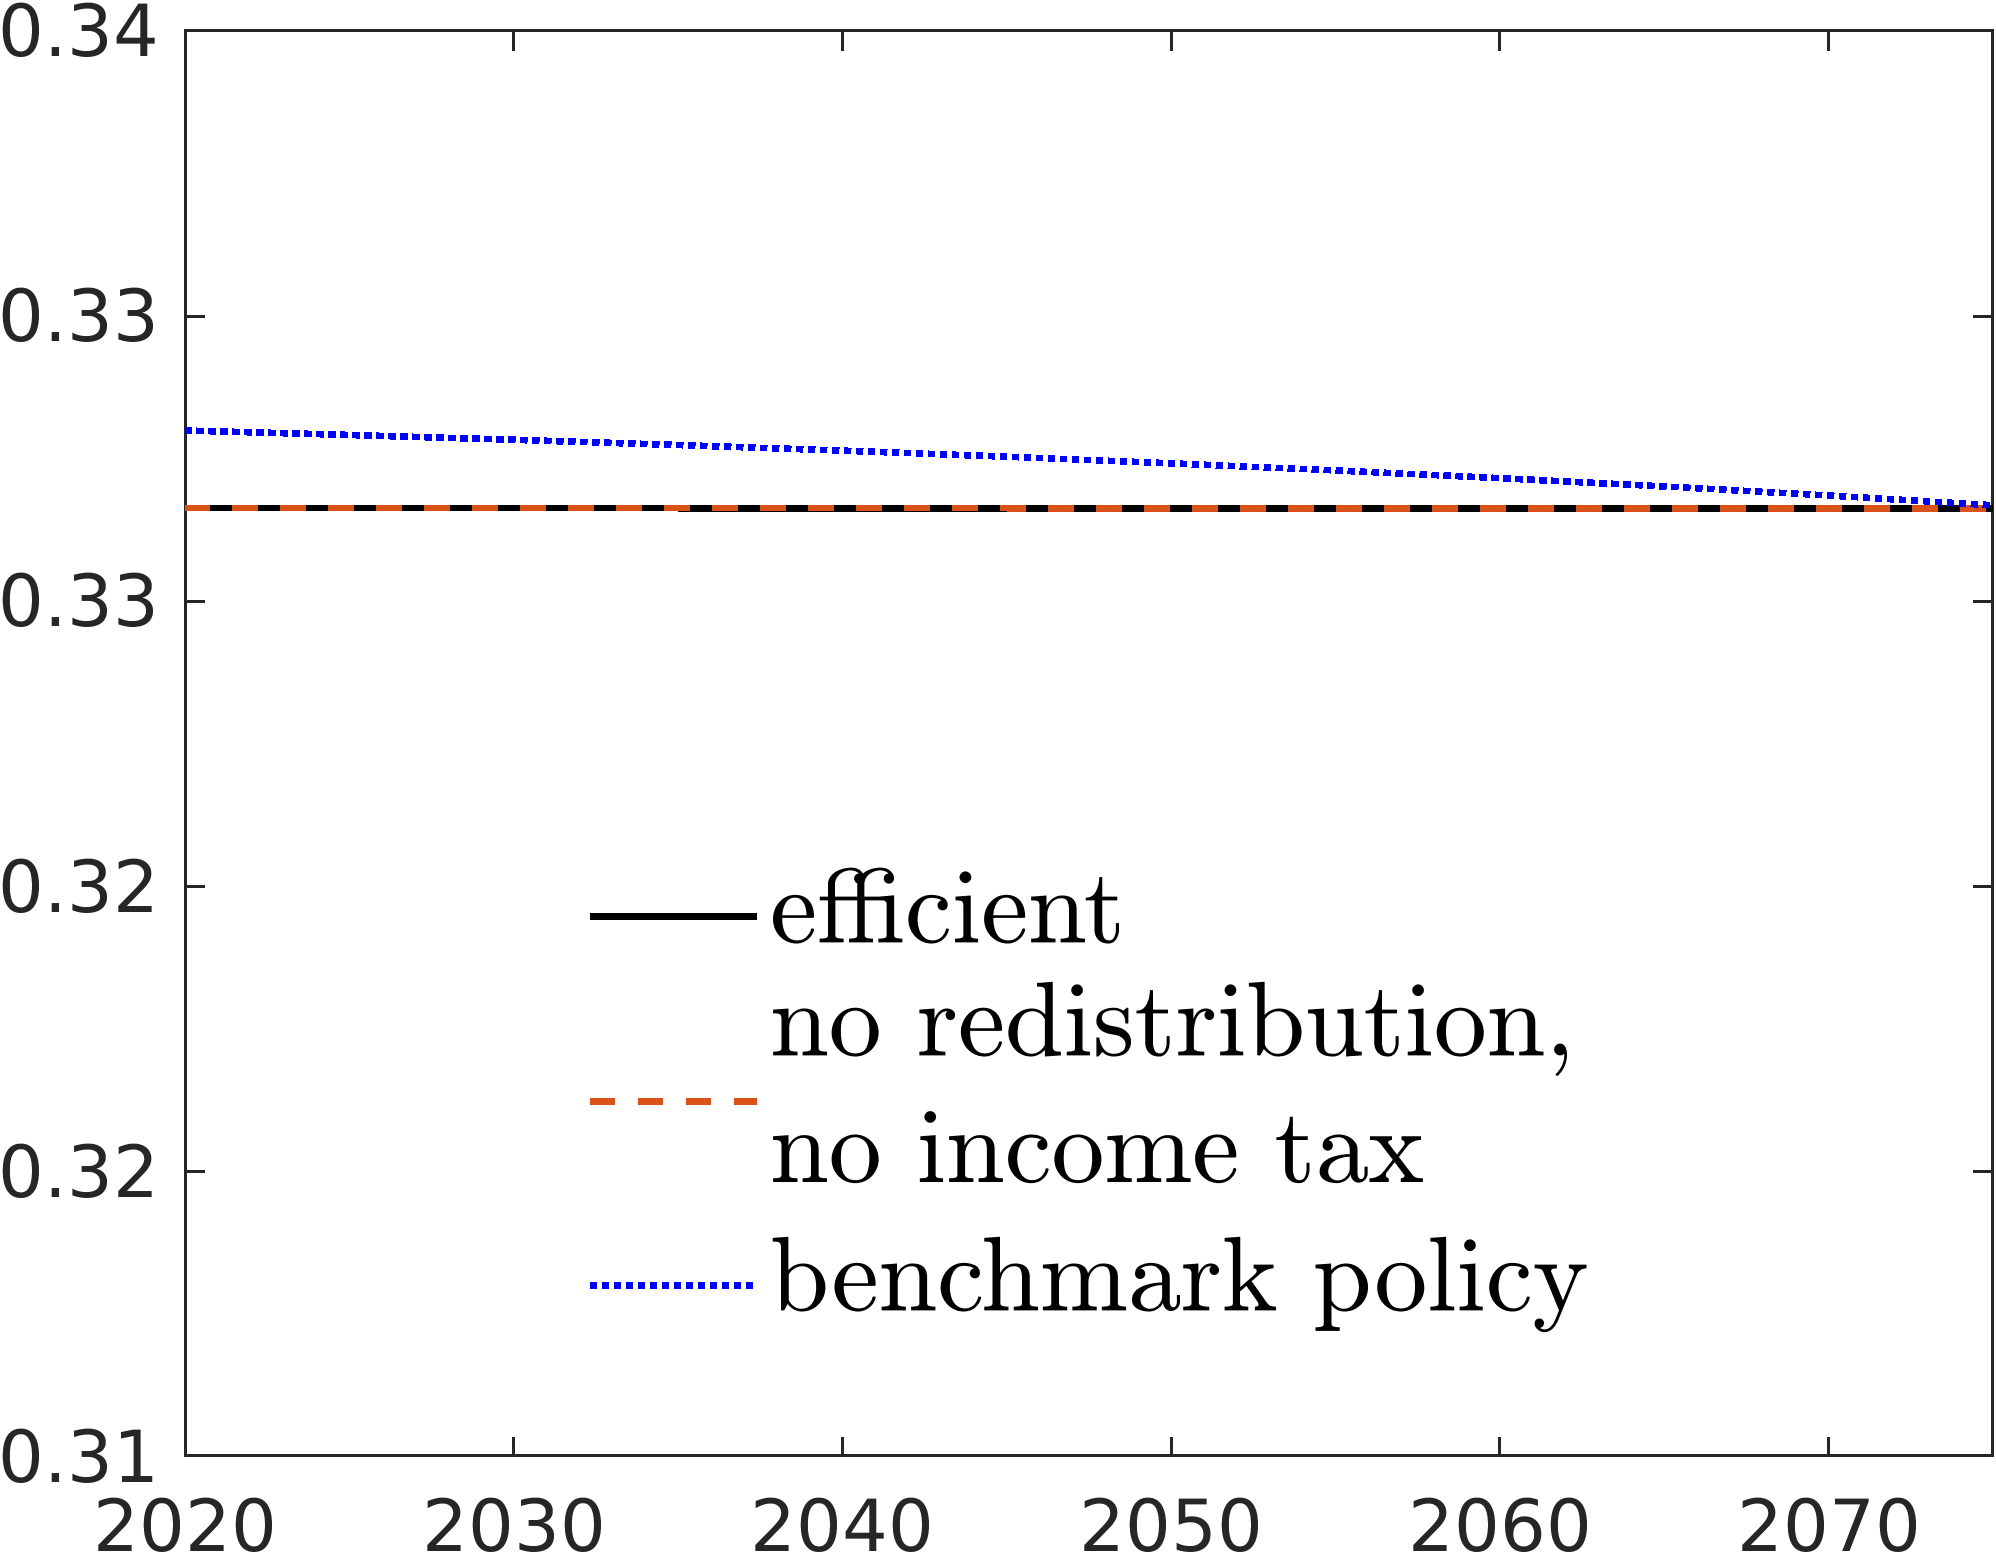 0.34
0.33
0.33
0.32
0.32
0.31
efficient
no redistribution,
no income tax
benchmark policy
2020 2030 2040 2050 2060 2070